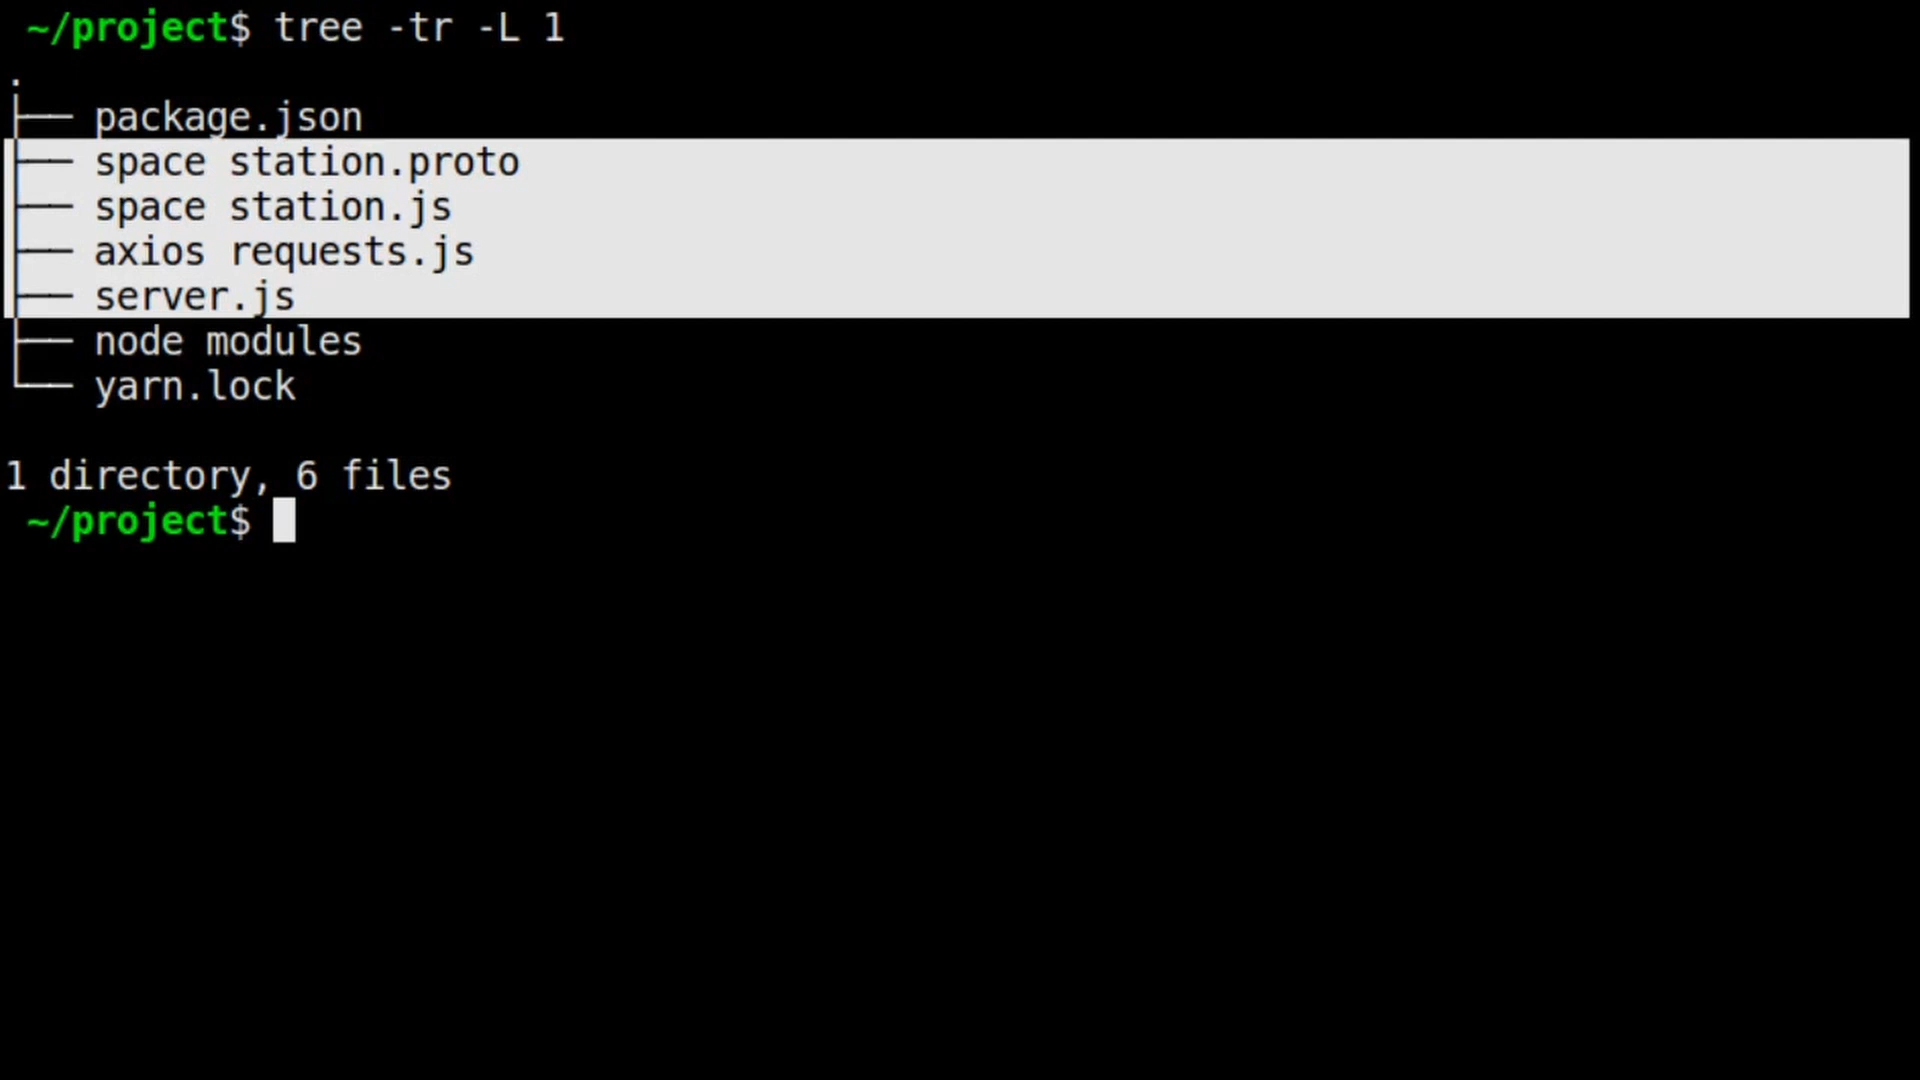 ~/project$ tree -tr -L 1
.
├── package.json
├── space station.proto
├── space station.js
├── axios requests.js
├── server.js
├── node modules
└── yarn.lock
1 directory, 6 files
~/project$